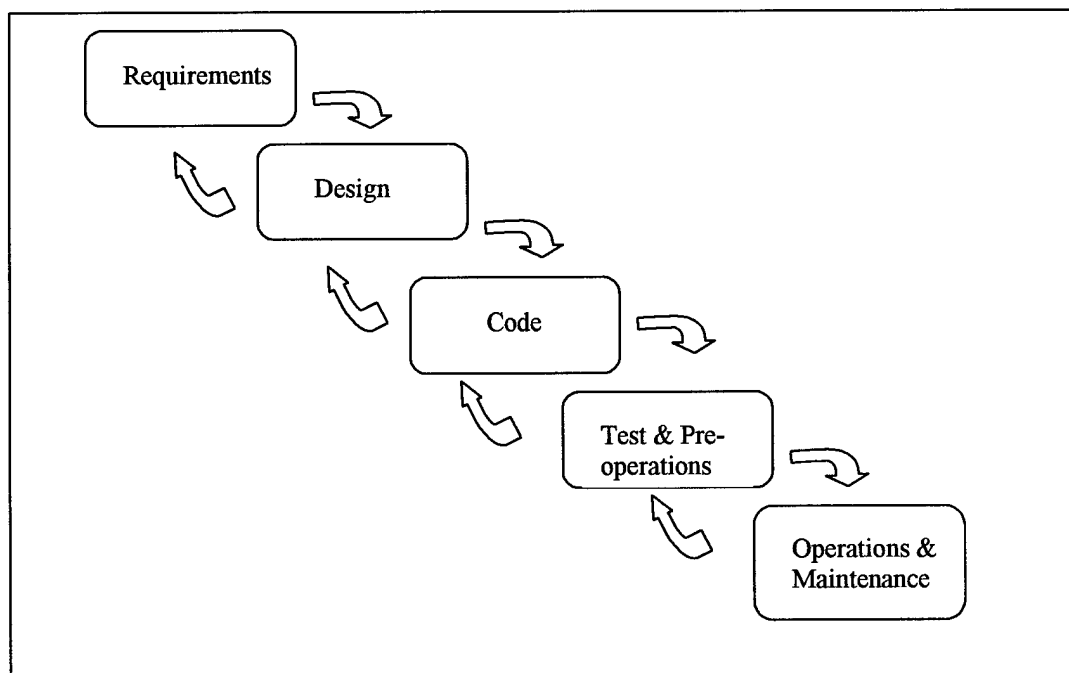 Requirements
Design
Code
Test & Pre-
operations
Operations &
Maintenance